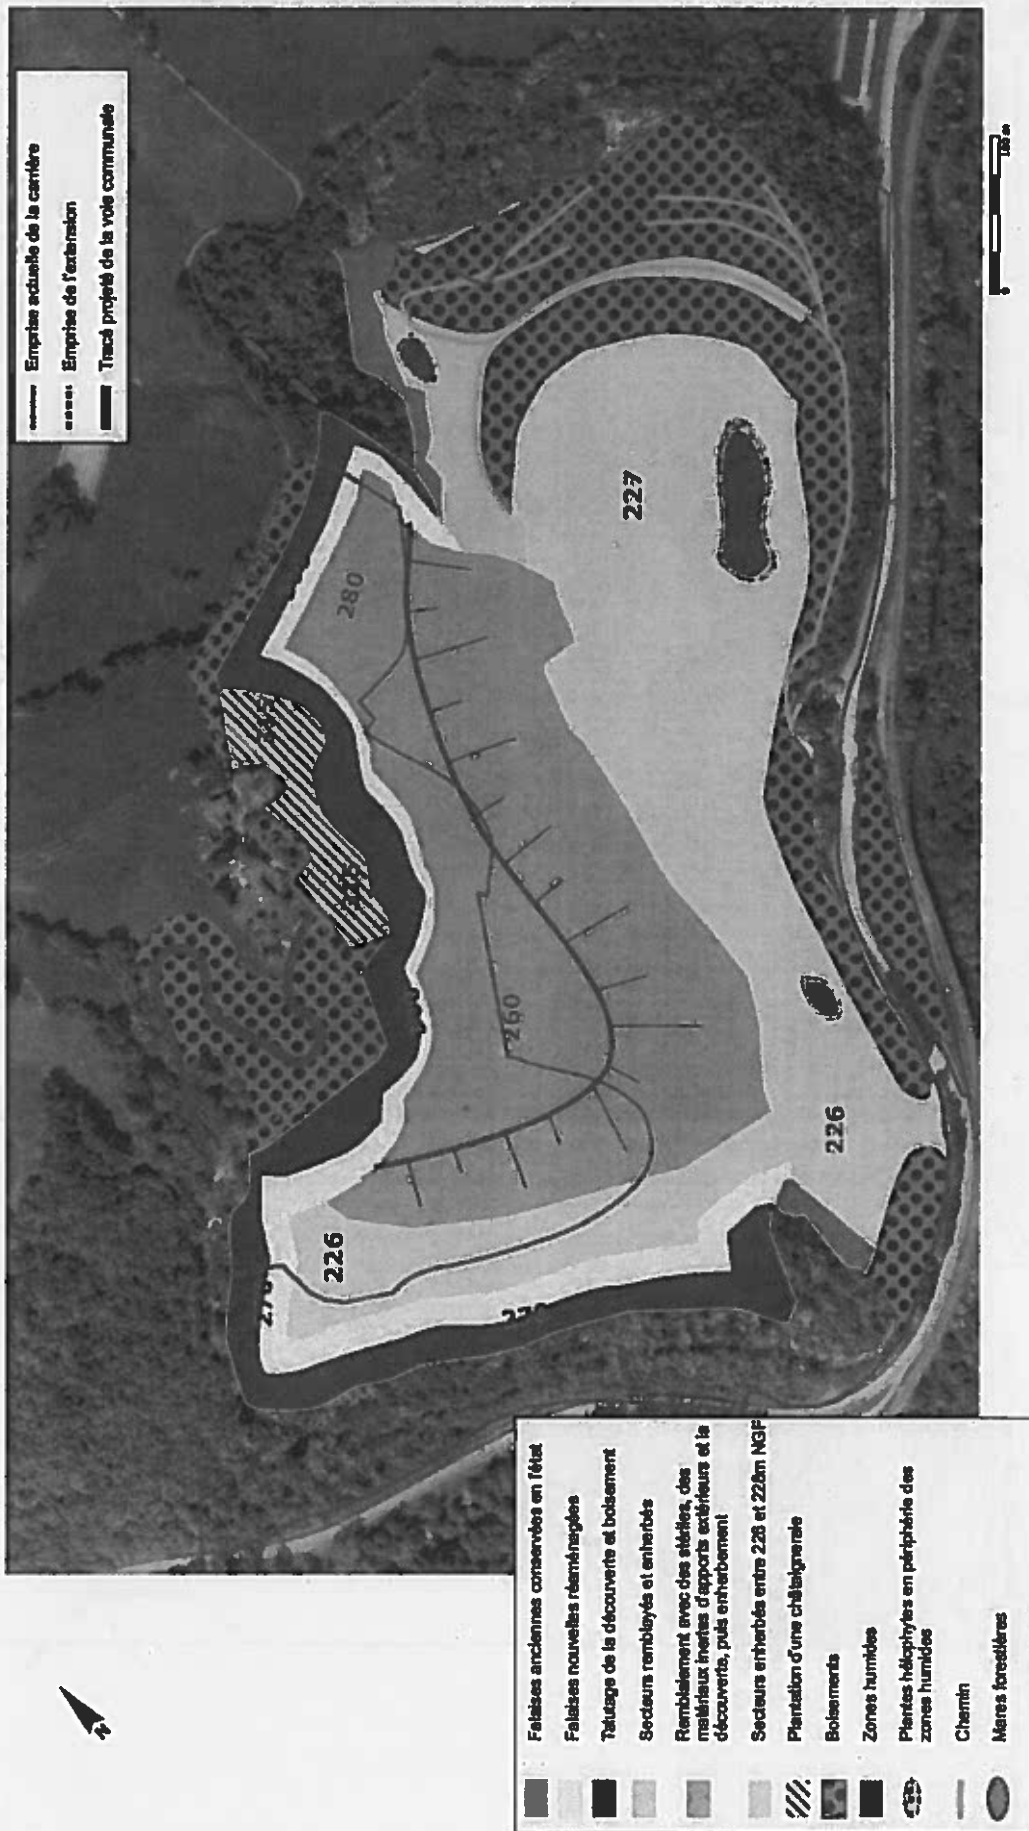 Emprise actuelle de la carrière
Emprise de l'extension
Tracé projeté de la voie communale
280
227
260
226
226
0
100 m
N
Falaises anciennes conservées en l'état
Falaises nouvelles réaménagées
Talutage de la découverte et boisement
Secteurs remblayés et enherbés
Remblaiement avec des stériles, des
matériaux inertes d'apports extérieurs et la
découverte, puis enherbement
Secteurs enherbés entre 226 et 228m NGF
Plantation d'une châtaigneraie
Boisements
Zones humides
Plantes hélophytes en périphérie des
zones humides
Chemin
Mares forestières